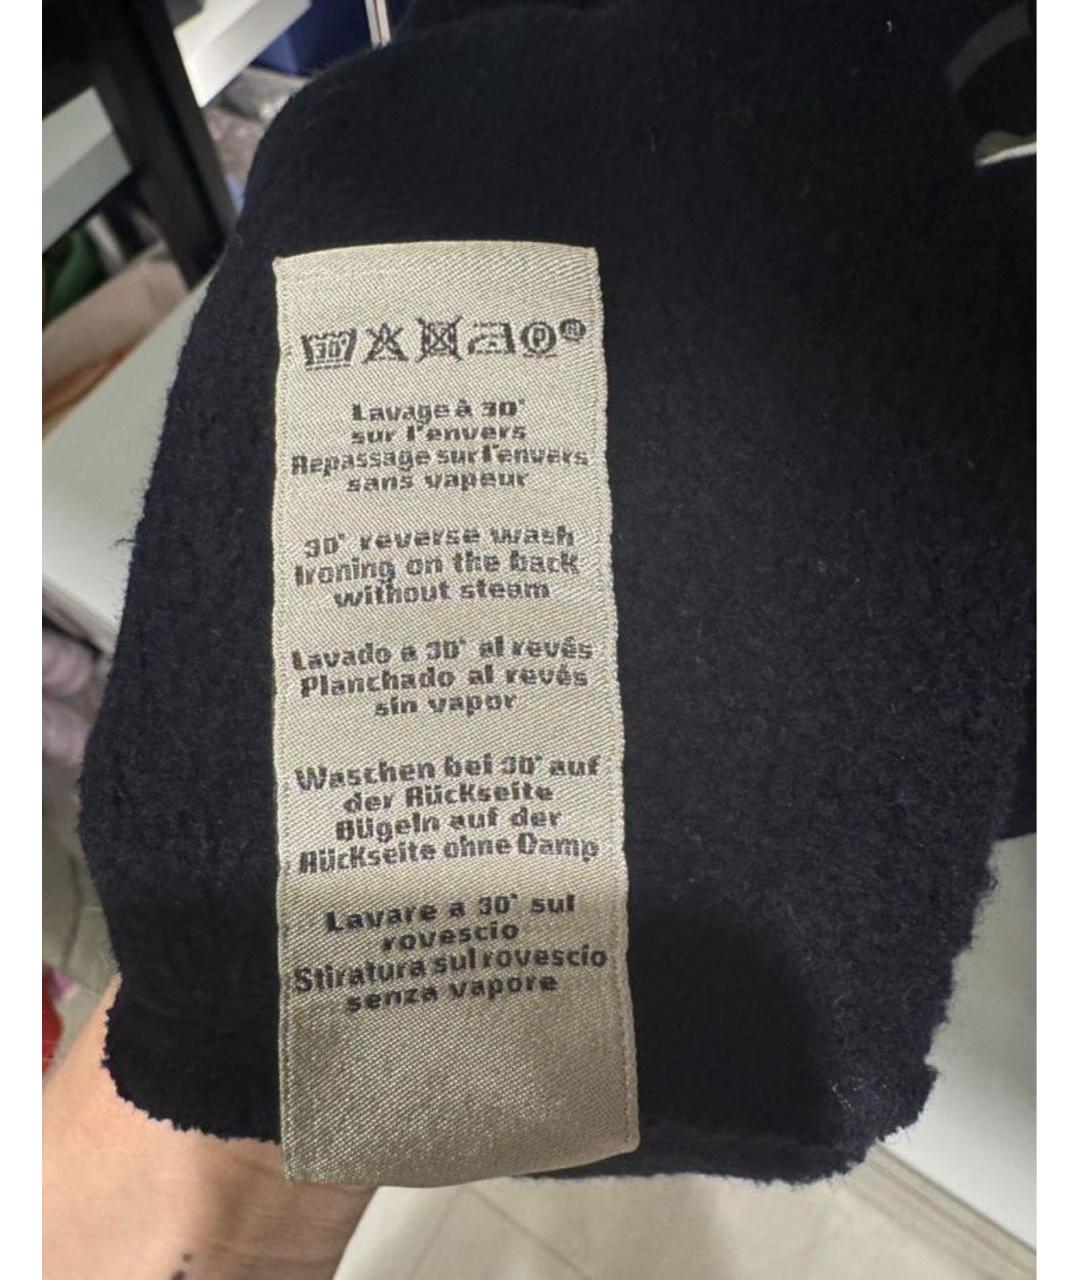 30°
P
Lavage à 30°
sur l'envers
Repassage sur l'envers
sans vapeur
30° reverse wash
Ironing on the back
without steam
Lavado a 30° al revés
Planchado al revés
sin vapor
Waschen bei 30° auf
der Rückseite
Bügeln auf der
Rückseite ohne Damp
Lavare a 30° sul
rovescio
Stiratura sul rovescio
senza vapore